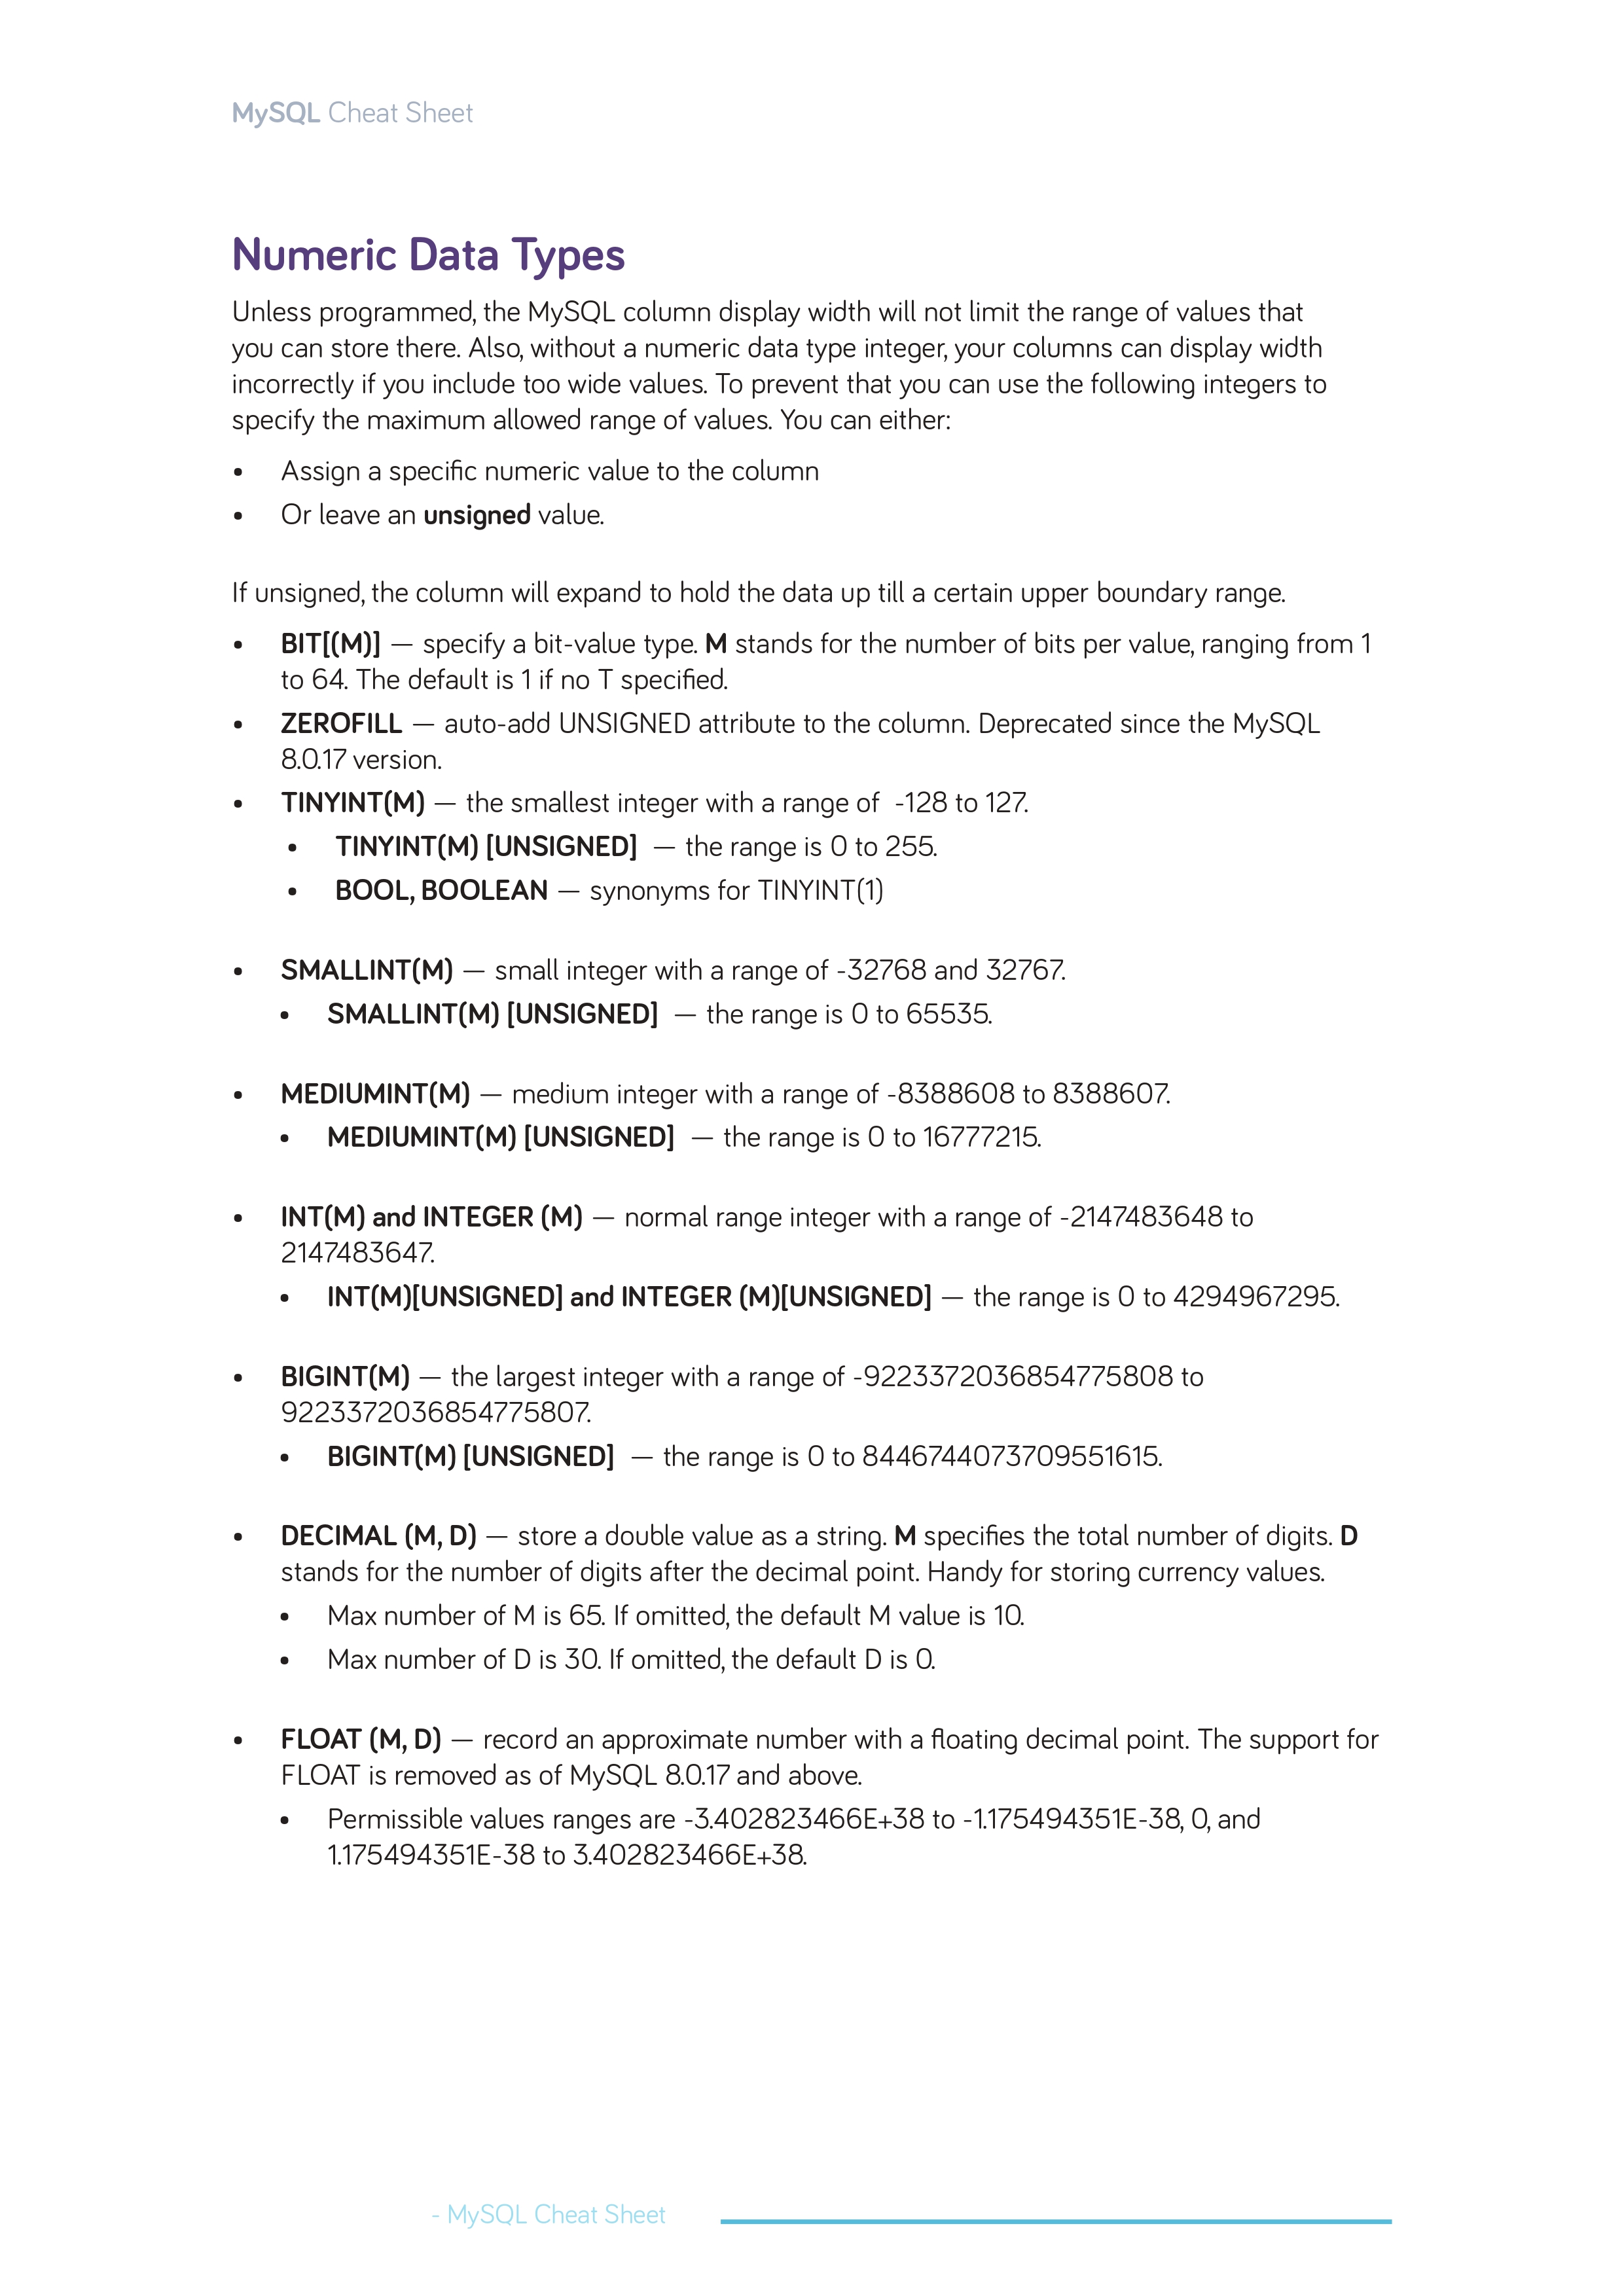 MySQL Cheat Sheet
Numeric Data Types
Unless programmed, the MySQL column display width will not limit the range of values that
you can store there. Also, without a numeric data type integer, your columns can display width
incorrectly if you include too wide values. To prevent that you can use the following integers to
specify the maximum allowed range of values. You can either:
• Assign a specific numeric value to the column
• Or leave an unsigned value.
If unsigned, the column will expand to hold the data up till a certain upper boundary range.
• BIT[(M)] — specify a bit-value type. M stands for the number of bits per value, ranging from 1
to 64. The default is 1 if no T specified.
• ZEROFILL — auto-add UNSIGNED attribute to the column. Deprecated since the MySQL
8.0.17 version.
• TINYINT(M) — the smallest integer with a range of -128 to 127.
• TINYINT(M) [UNSIGNED] — the range is 0 to 255.
• BOOL, BOOLEAN — synonyms for TINYINT(1)
• SMALLINT(M) — small integer with a range of -32768 and 32767.
• SMALLINT(M) [UNSIGNED] — the range is 0 to 65535.
• MEDIUMINT(M) — medium integer with a range of -8388608 to 8388607.
• MEDIUMINT(M) [UNSIGNED] — the range is 0 to 16777215.
• INT(M) and INTEGER (M) — normal range integer with a range of -2147483648 to
2147483647.
• INT(M)[UNSIGNED] and INTEGER (M)[UNSIGNED] — the range is 0 to 4294967295.
• BIGINT(M) — the largest integer with a range of -9223372036854775808 to
9223372036854775807.
• BIGINT(M) [UNSIGNED] — the range is 0 to 8446744073709551615.
• DECIMAL (M, D) — store a double value as a string. M specifies the total number of digits. D
stands for the number of digits after the decimal point. Handy for storing currency values.
• Max number of M is 65. If omitted, the default M value is 10.
• Max number of D is 30. If omitted, the default D is 0.
• FLOAT (M, D) — record an approximate number with a floating decimal point. The support for
FLOAT is removed as of MySQL 8.0.17 and above.
• Permissible values ranges are -3.402823466E+38 to -1.175494351E-38, 0, and
1.175494351E-38 to 3.402823466E+38.
- MySQL Cheat Sheet